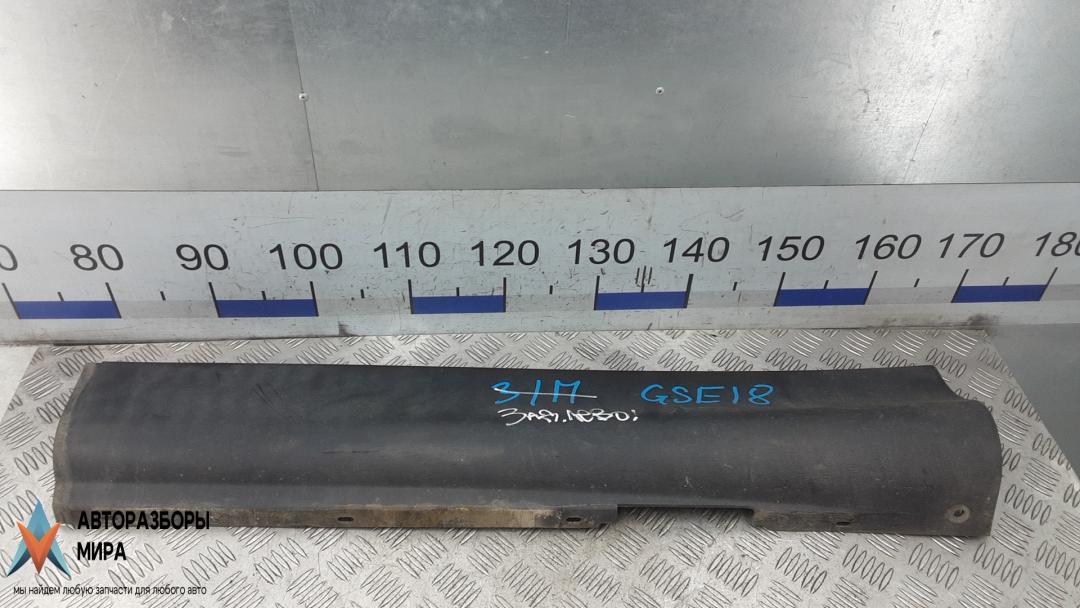 80 90 100 110 120 130 140 150 160 170 180
З/П GSE18
АВТОРАЗБОРЫ
МИРА
мы найдем любую запчасти для любого авто